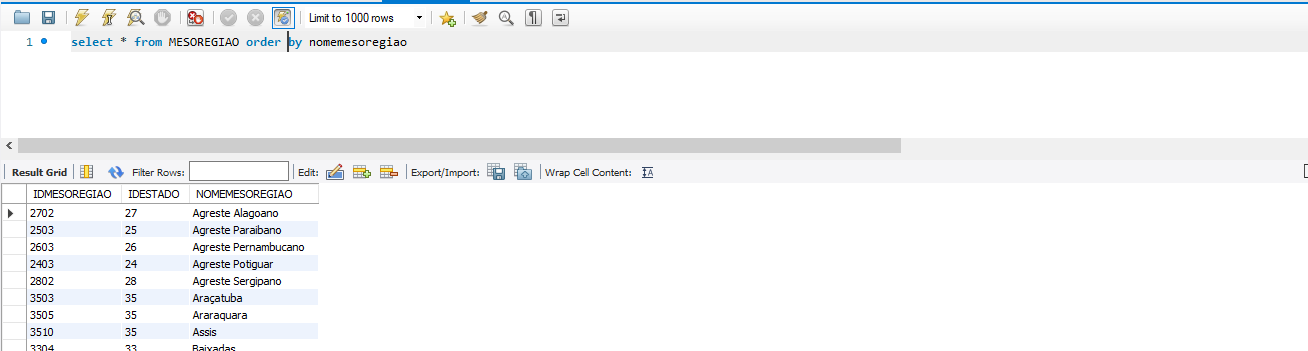 Limit to 1000 rows
1 select * from MESOREGIAO order by nomemesoregiao
Result Grid Filter Rows: Edit: Export/Import: Wrap Cell Content:
IDMESOREGIAO IDESTADO NOMEMESOREGIAO
2702 27 Agreste Alagoano
2503 25 Agreste Paraibano
2603 26 Agreste Pernambucano
2403 24 Agreste Potiguar
2802 28 Agreste Sergipano
3503 35 Araçatuba
3505 35 Araraquara
3510 35 Assis
3304 33 Baixadas